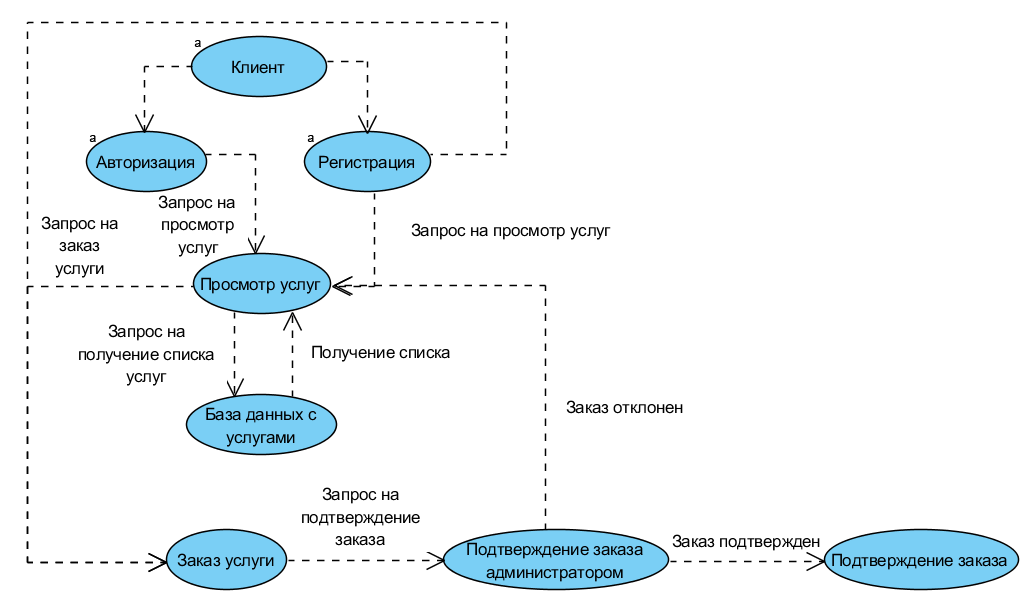 a
Клиент
a
Авторизация
a
Регистрация
Запрос на
просмотр
услуг
Запрос на
заказ
услуги
Запрос на просмотр услуг
Просмотр услуг
Запрос на
получение списка
услуг
Получение списка
База данных с
услугами
Заказ отклонен
Запрос на
подтверждение
заказа
Заказ услуги
Подтверждение заказа
администратором
Заказ подтвержден
Подтверждение заказа